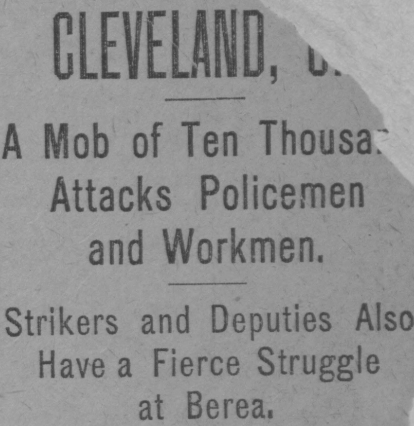 CLEVELAND,
A Mob of Ten
Attacks Policemen
and Workmen.
Strikers and Deputies Also
Have a Fierce Struggle
at Berea.